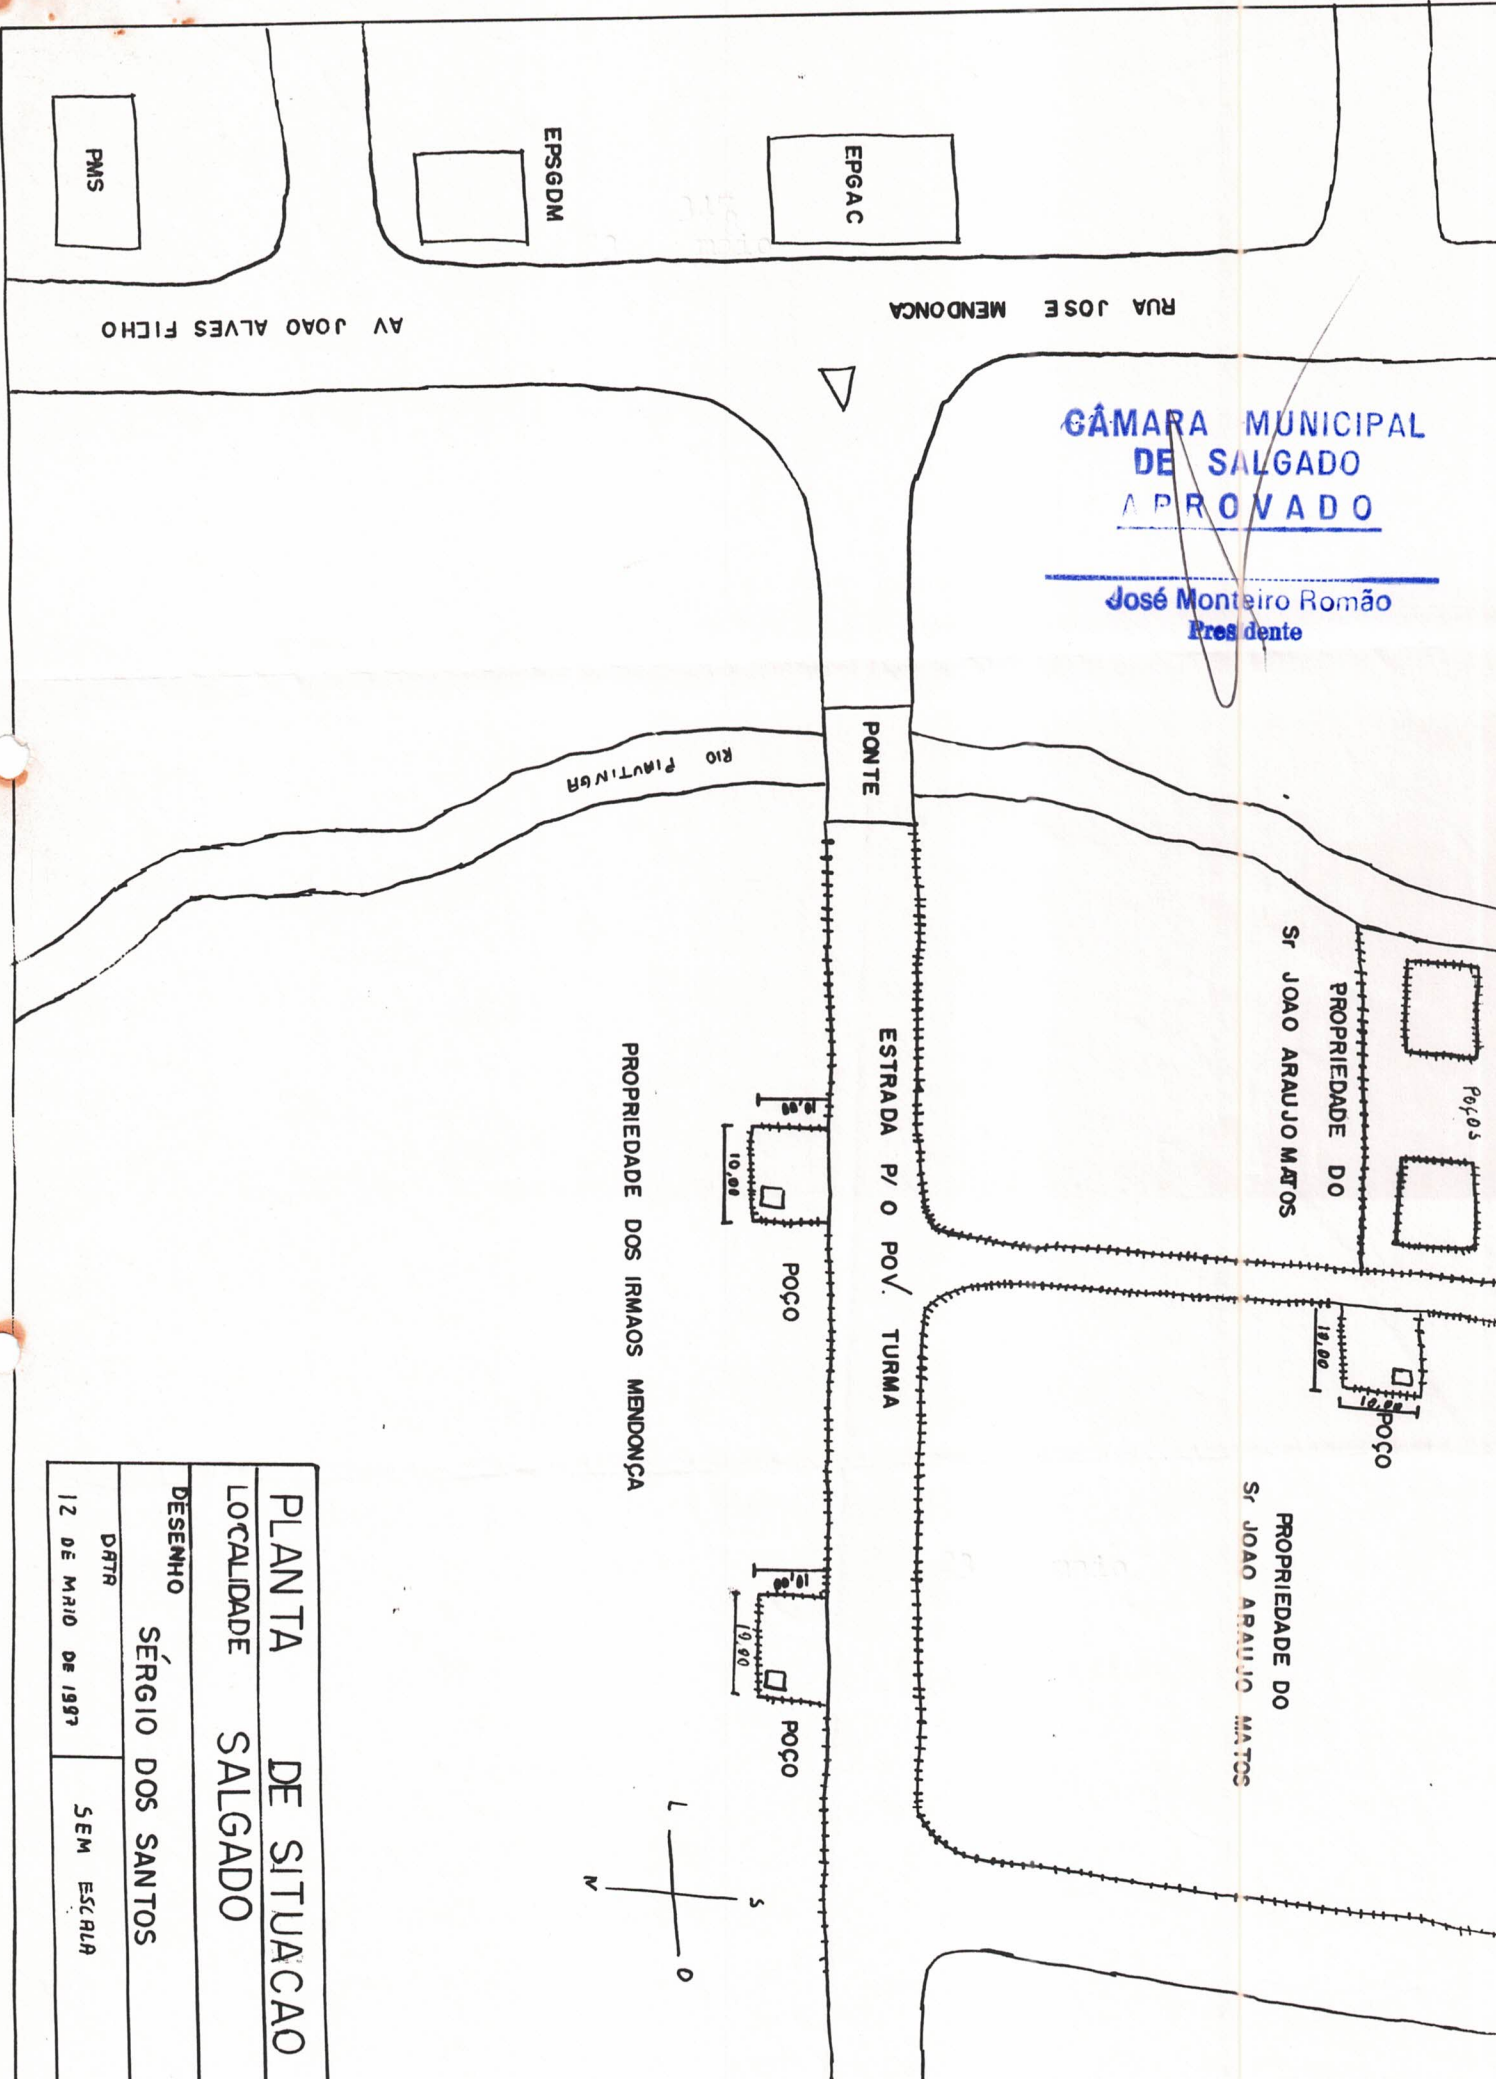 PMS
EPSGDM
EPGAC
AV JOAO ALVES FICHO
RUA JOSE MENDONCA
CÂMARA MUNICIPAL
DE SALGADO
APROVADO
José Monteiro Romão
Presidente
PONTE
RIO PIAUTINGA
ESTRADA P/ O POV. TURMA
PROPRIEDADE DO
Sr JOAO ARAUJO MATOS
POÇOS
10,00
10,00
POÇO
10,00
10,00
POÇO
PROPRIEDADE DO
Sr JOAO ARAUJO MATOS
PROPRIEDADE DOS IRMAOS MENDONÇA
10,00
10,00
POÇO
L
N
S
O
PLANTA DE SITUACAO
LOCALIDADE SALGADO
DESENHO
SÉRGIO DOS SANTOS
DATA
12 DE MAIO DE 1997
SEM ESCALA